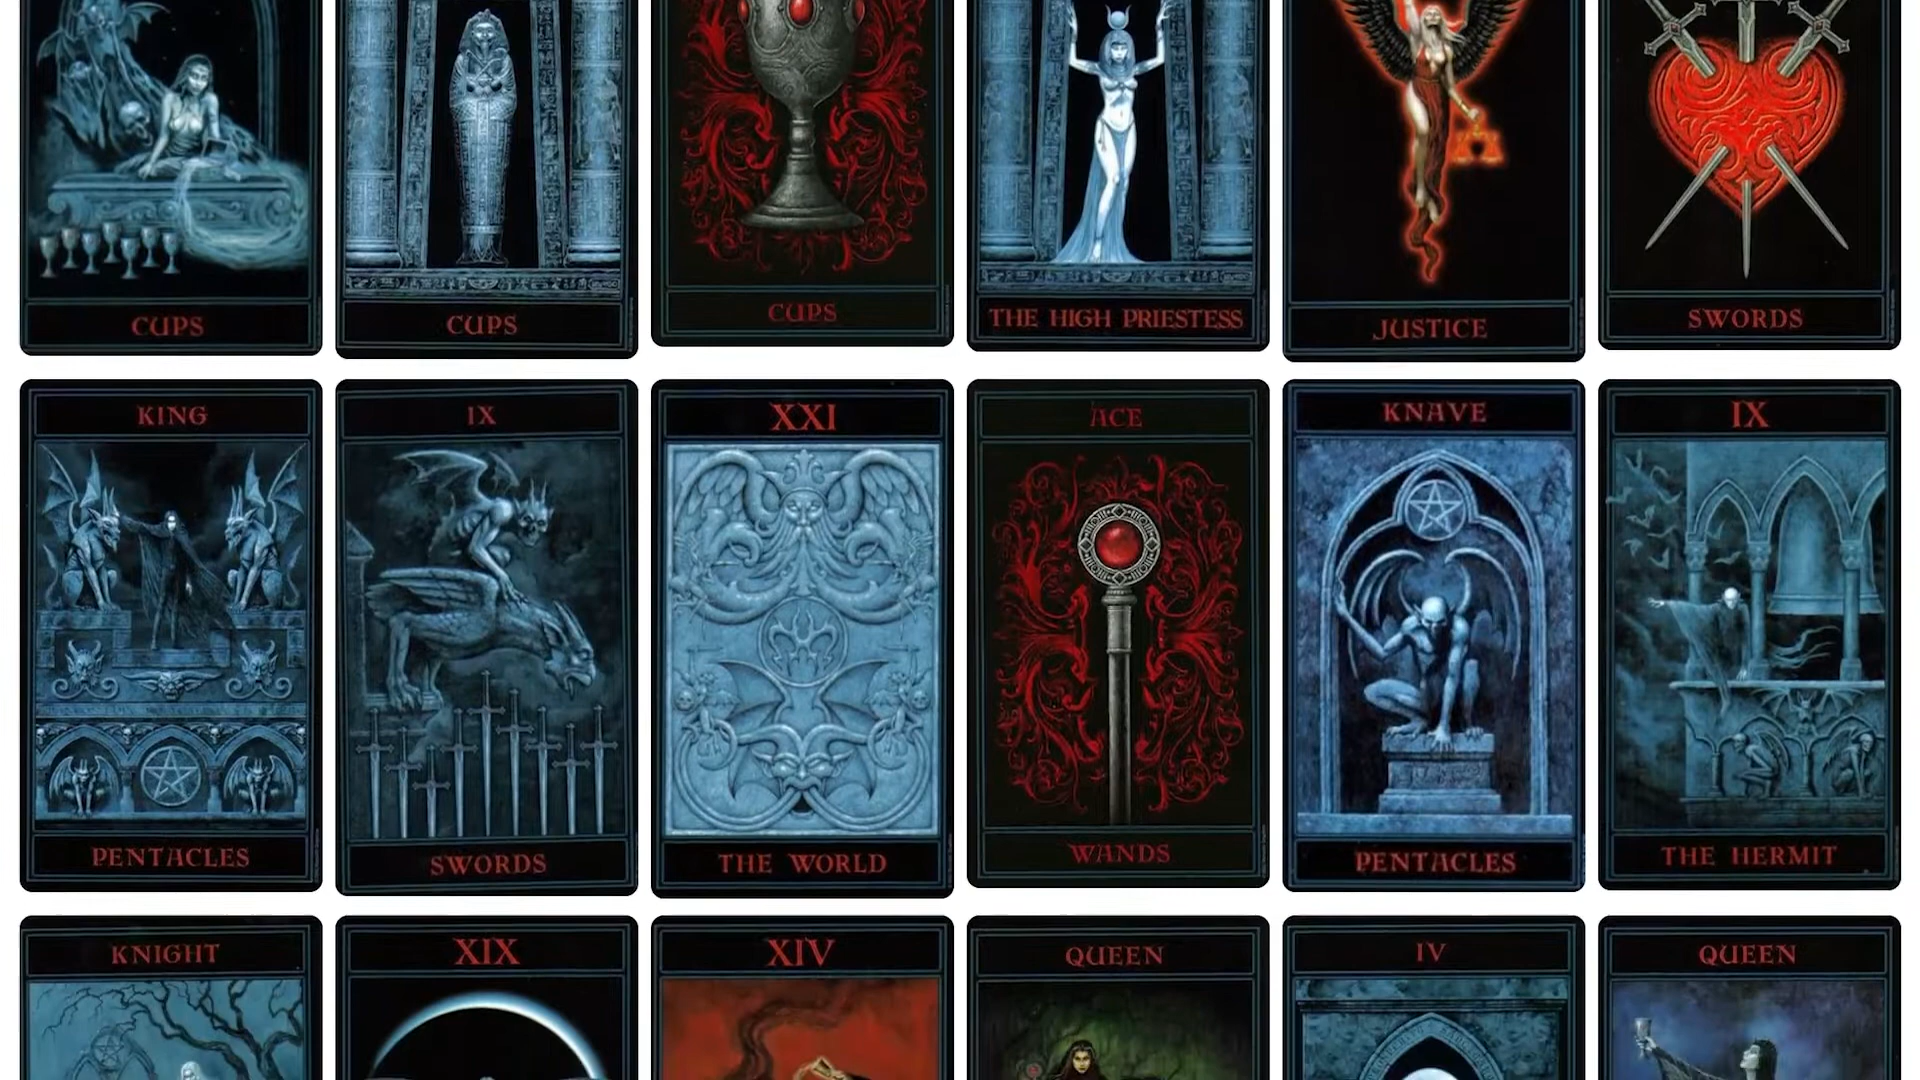 CUPS
CUPS
CUPS
THE HIGH PRIESTESS
JUSTICE
SWORDS
KING
IX
XXI
ACE
KNAVE
IX
PENTACLES
SWORDS
THE WORLD
WANDS
PENTACLES
THE HERMIT
KNIGHT
XIX
XIV
QUEEN
IV
QUEEN